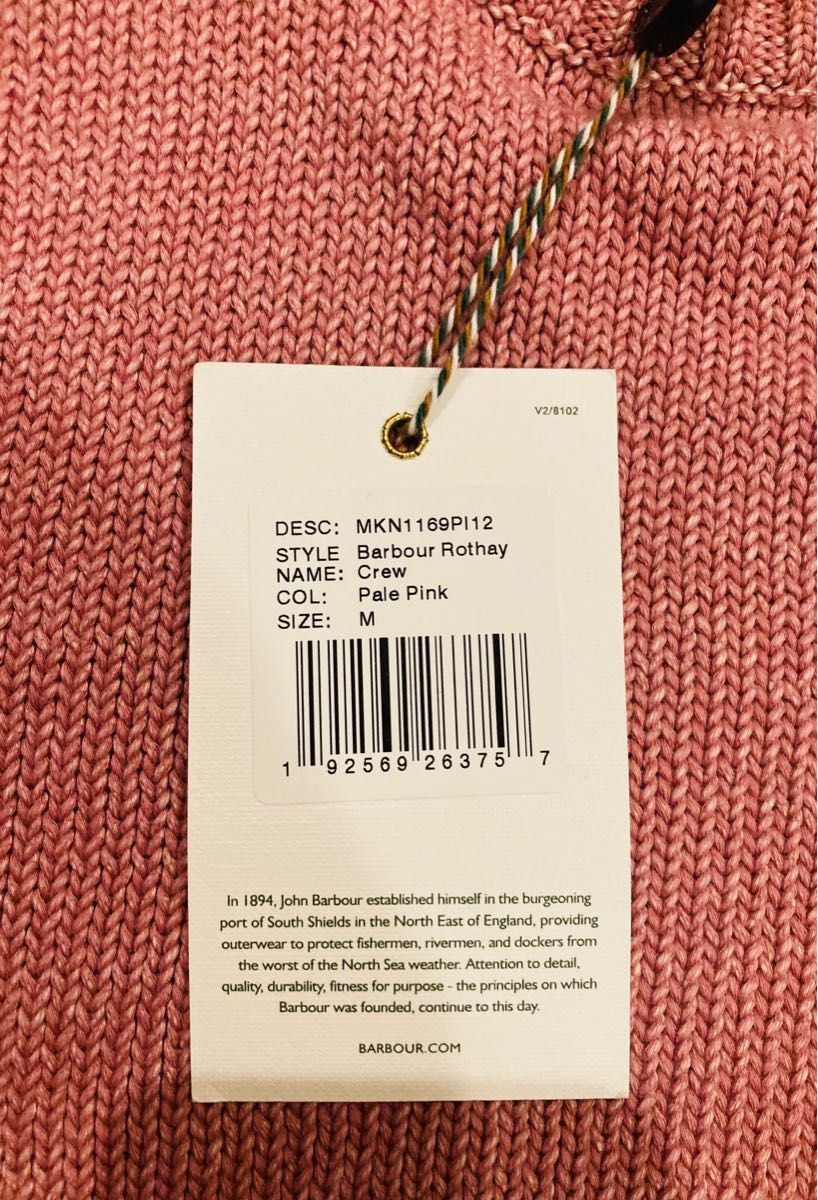 V2/8102
DESC: MKN1169PI12
STYLE Barbour Rothay
NAME: Crew
COL: Pale Pink
SIZE: M
1 92569 26375 7
In 1894, John Barbour established himself in the burgeoning
port of South Shields in the North East of England, providing
outerwear to protect fishermen, rivermen, and dockers from
the worst of the North Sea weather. Attention to detail,
quality, durability, fitness for purpose - the principles on which
Barbour was founded, continue to this day.
BARBOUR.COM